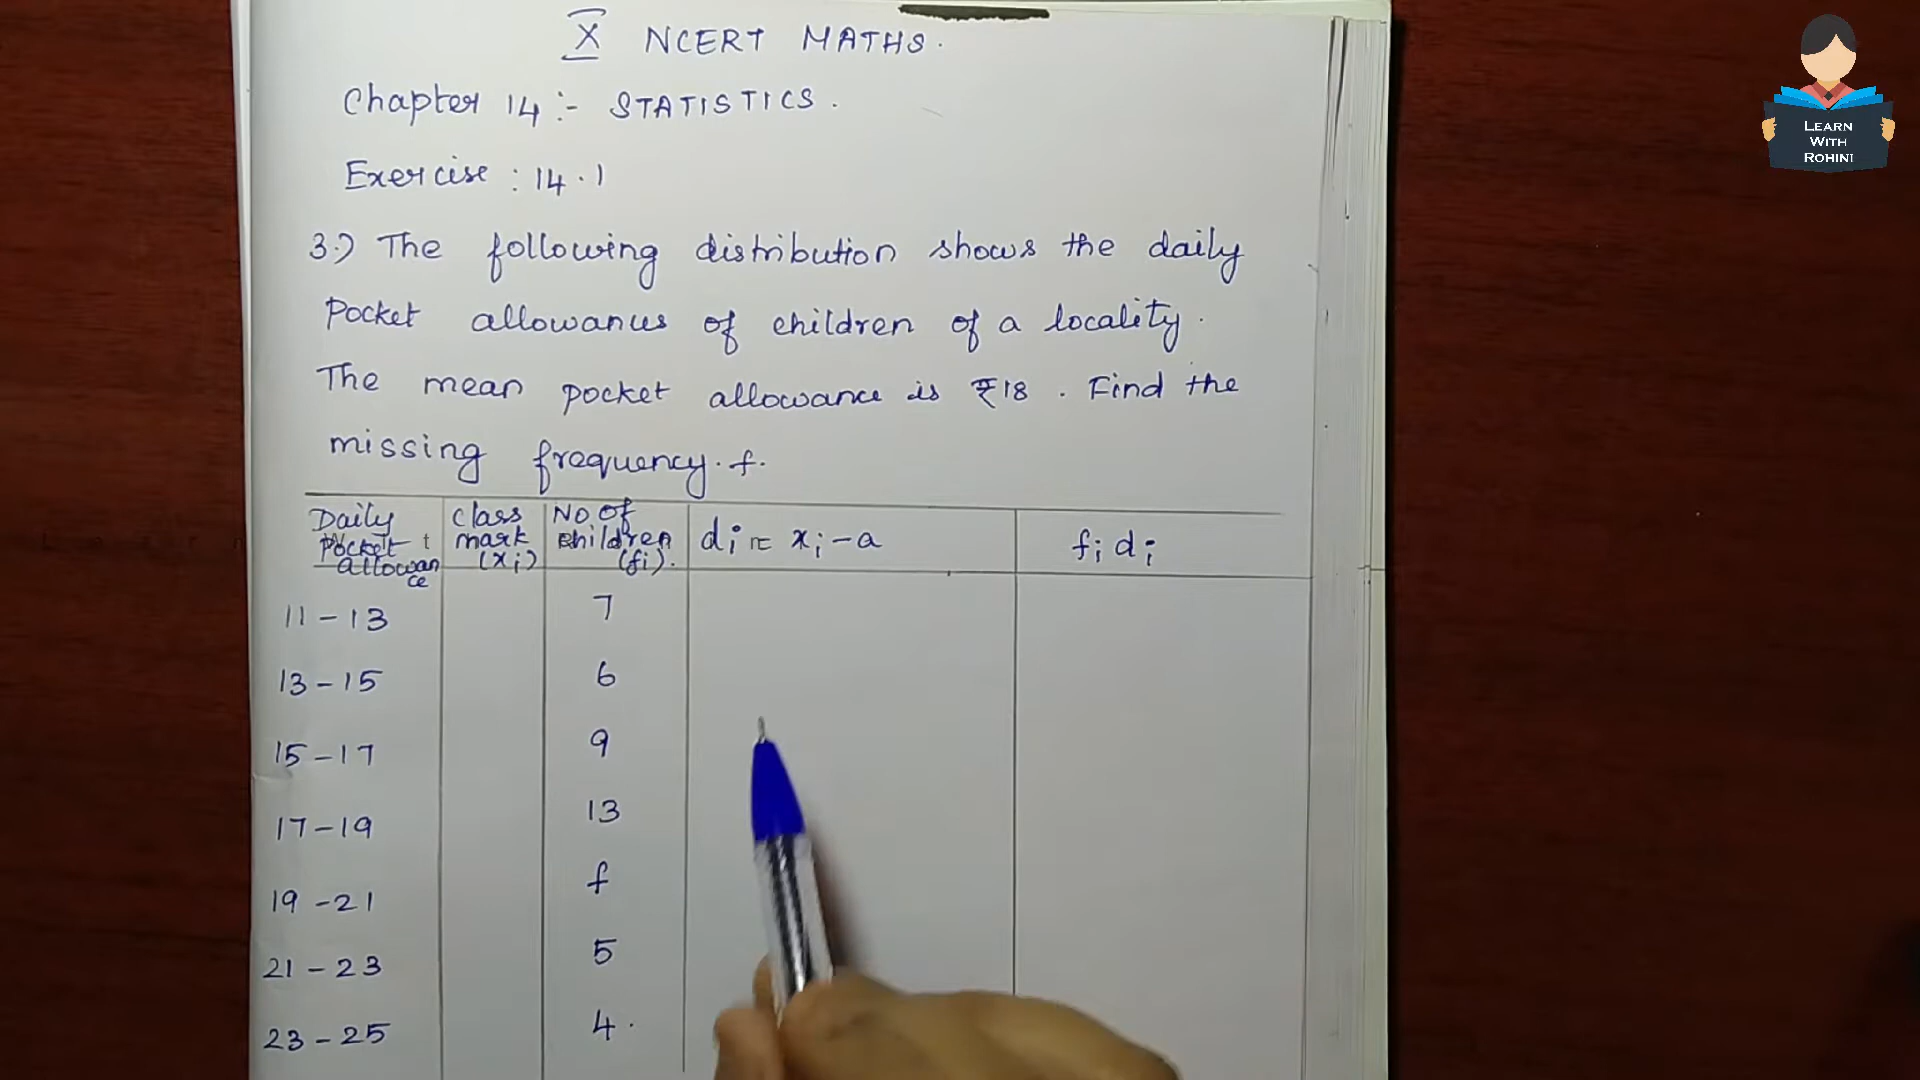 X NCERT MATHS.
Chapter 14 :- STATISTICS.
Exercise : 14.1
3.) The following distribution shows the daily
Pocket allowances of children of a locality.
The mean pocket allowance is ₹18. Find the
missing frequency. f.
Daily Pocket allowance | Class mark (xi) | No of children (fi). | di = xi - a | fi di
11 - 13 | 7
13 - 15 | 6
15 - 17 | 9
17 - 19 | 13
19 - 21 | f
21 - 23 | 5
23 - 25 | 4.
LEARN
WITH
ROHINI